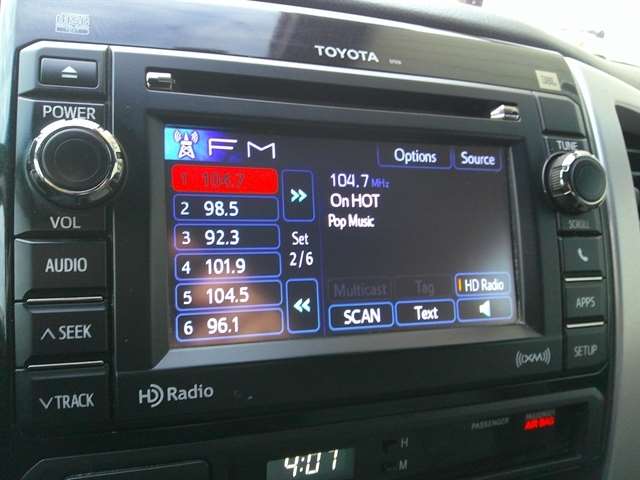 TOYOTA
POWER
VOL
AUDIO
∧ SEEK
∨ TRACK
FM
Options
Source
1 104.7
2 98.5
3 92.3
4 101.9
5 104.5
6 96.1
»
Set
2/6
«
104.7 MHz
On HOT
Pop Music
Multicast
Tag
HD Radio
SCAN
Text
TUNE
SCROLL
APPS
SETUP
HD Radio
((XM))
4:07
H
M
PASSENGER
PASSENGER
AIR BAG